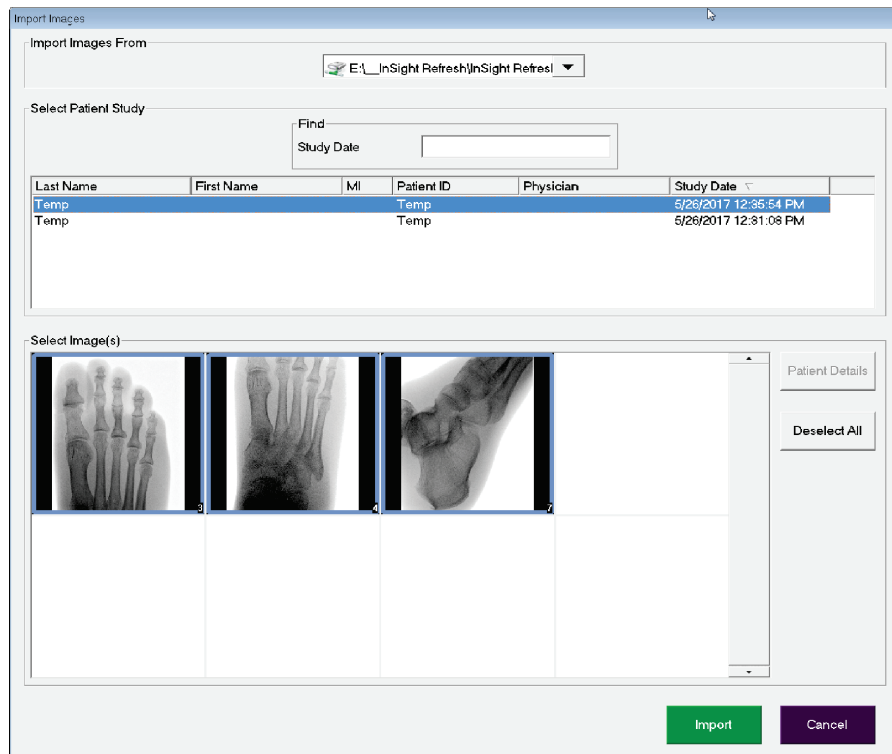 Import Images
Import Images From
E:\__InSight Refresh\InSight Refresl
Select Patient Study
Find
Study Date
Last Name First Name MI Patient ID Physician Study Date
Temp Temp 5/26/2017 12:35:54 PM
Temp Temp 5/26/2017 12:31:08 PM
Select Image(s)
3 4 7
Patient Details
Deselect All
Import Cancel